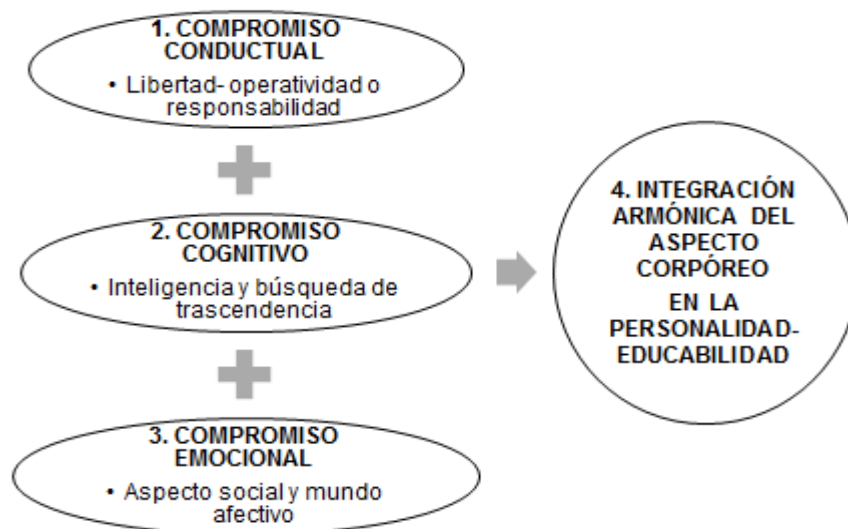 1. COMPROMISO
CONDUCTUAL
• Libertad- operatividad o
responsabilidad
2. COMPROMISO
COGNITIVO
• Inteligencia y búsqueda de
trascendencia
3. COMPROMISO
EMOCIONAL
• Aspecto social y mundo
afectivo
4. INTEGRACIÓN
ARMÓNICA DEL
ASPECTO
CORPÓREO
EN LA
PERSONALIDAD-
EDUCABILIDAD